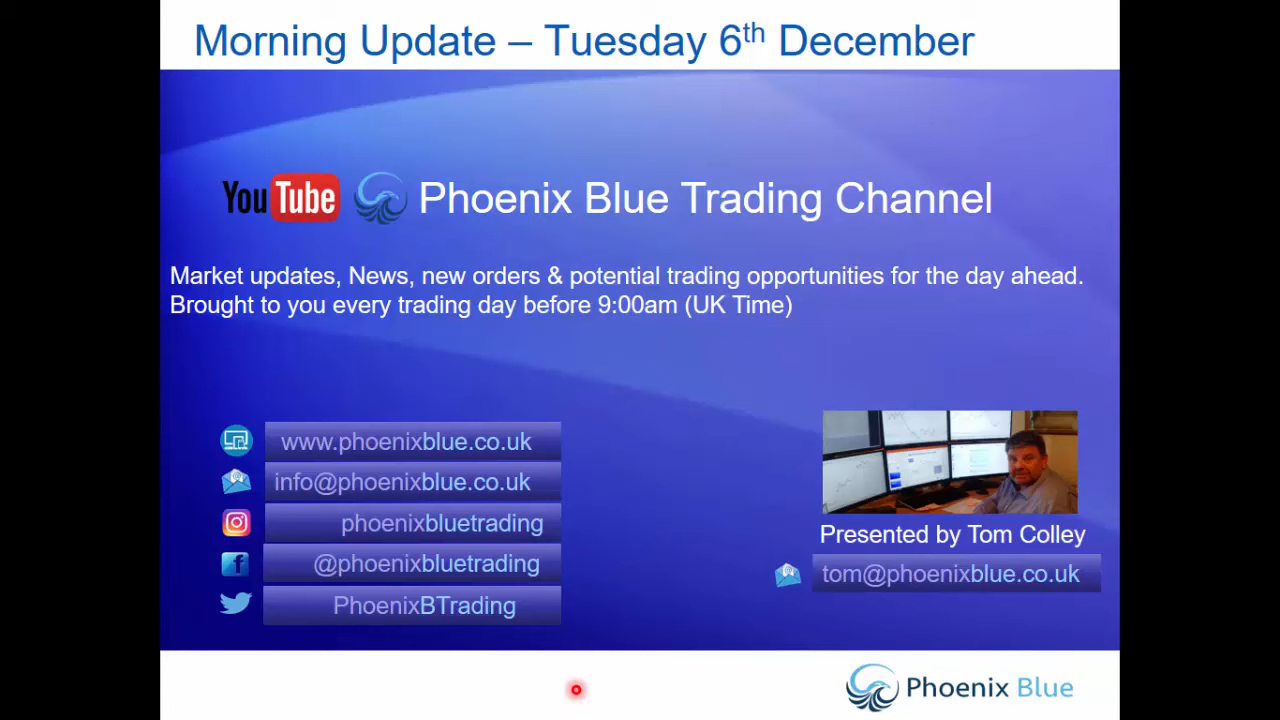 Morning Update – Tuesday 6th December
YouTube Phoenix Blue Trading Channel
Market updates, News, new orders & potential trading opportunities for the day ahead.
Brought to you every trading day before 9:00am (UK Time)
www.phoenixblue.co.uk
info@phoenixblue.co.uk
phoenixbluetrading
@phoenixbluetrading
PhoenixBTrading
Presented by Tom Colley
tom@phoenixblue.co.uk
Phoenix Blue